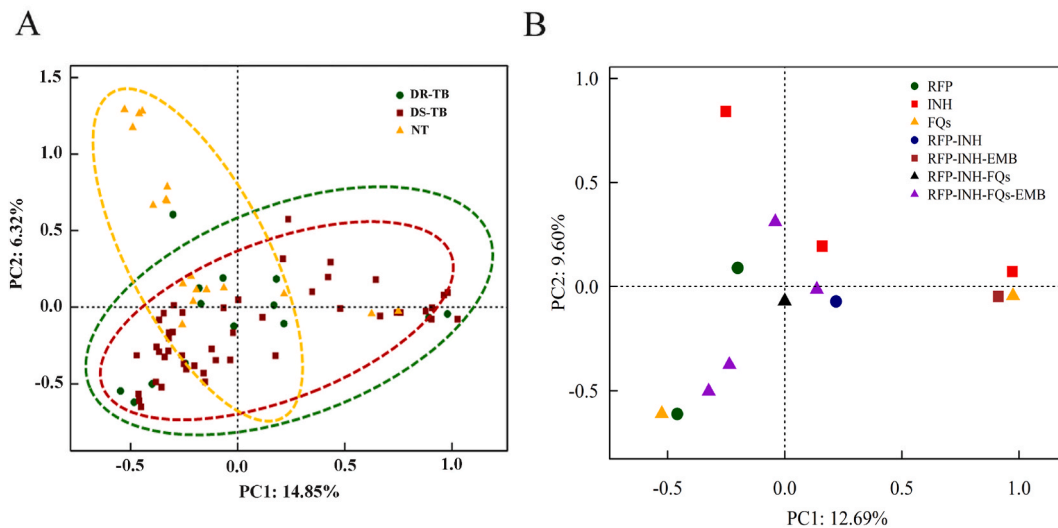 A
PC2: 6.32%
1.5
1.0
0.5
0.0
-0.5
DR-TB
DS-TB
NT
-0.5
0.0
0.5
1.0
PC1: 14.85%
B
PC2: 9.60%
1.0
0.5
0.0
-0.5
RFP
INH
FQs
RFP-INH
RFP-INH-EMB
RFP-INH-FQs
RFP-INH-FQs-EMB
-0.5
0.0
0.5
1.0
PC1: 12.69%